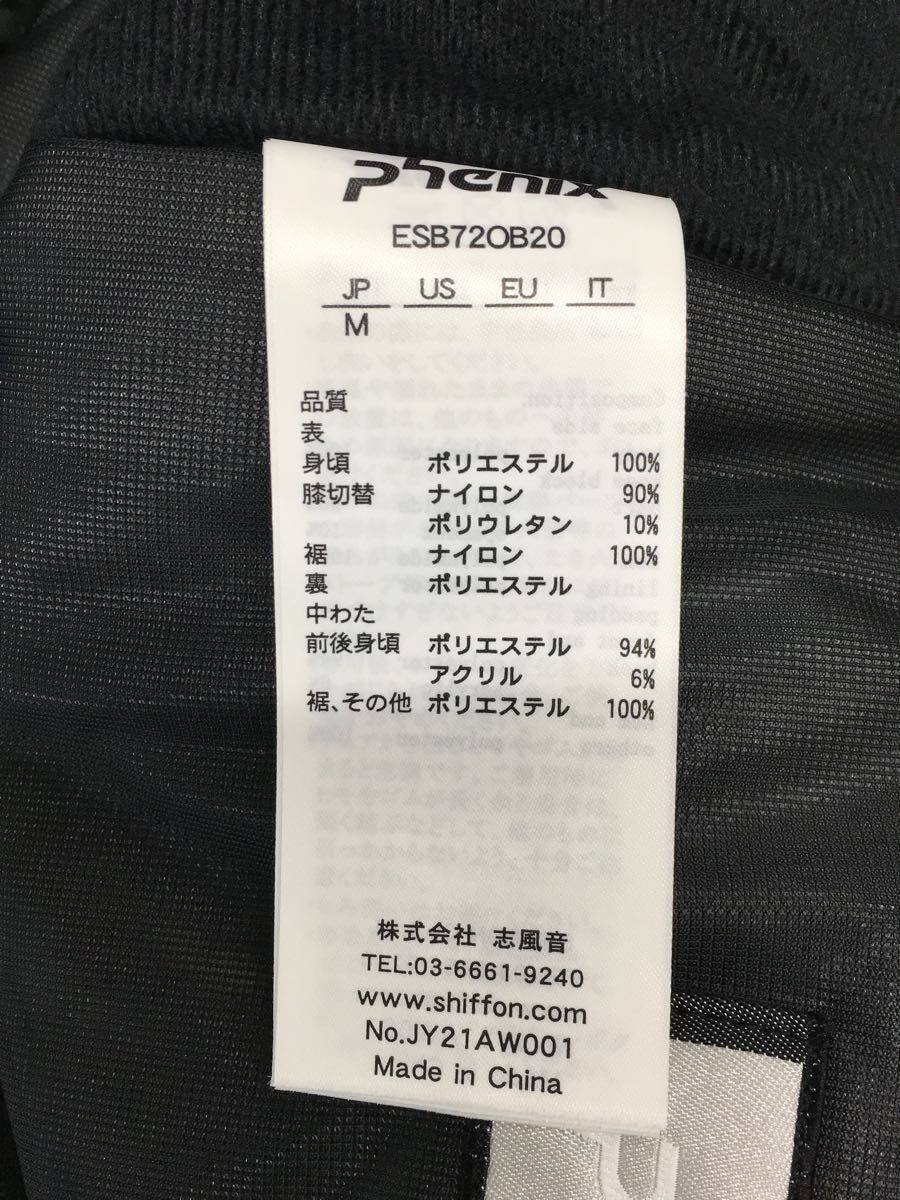 phenix
ESB72OB20
JP US EU IT
M
品質
表
身頃 ポリエステル 100%
膝切替 ナイロン 90%
ポリウレタン 10%
裾 ナイロン 100%
裏 ポリエステル
中わた
前後身頃 ポリエステル 94%
アクリル 6%
裾、その他 ポリエステル 100%
株式会社 志風音
TEL:03-6661-9240
www.shiffon.com
No.JY21AW001
Made in China